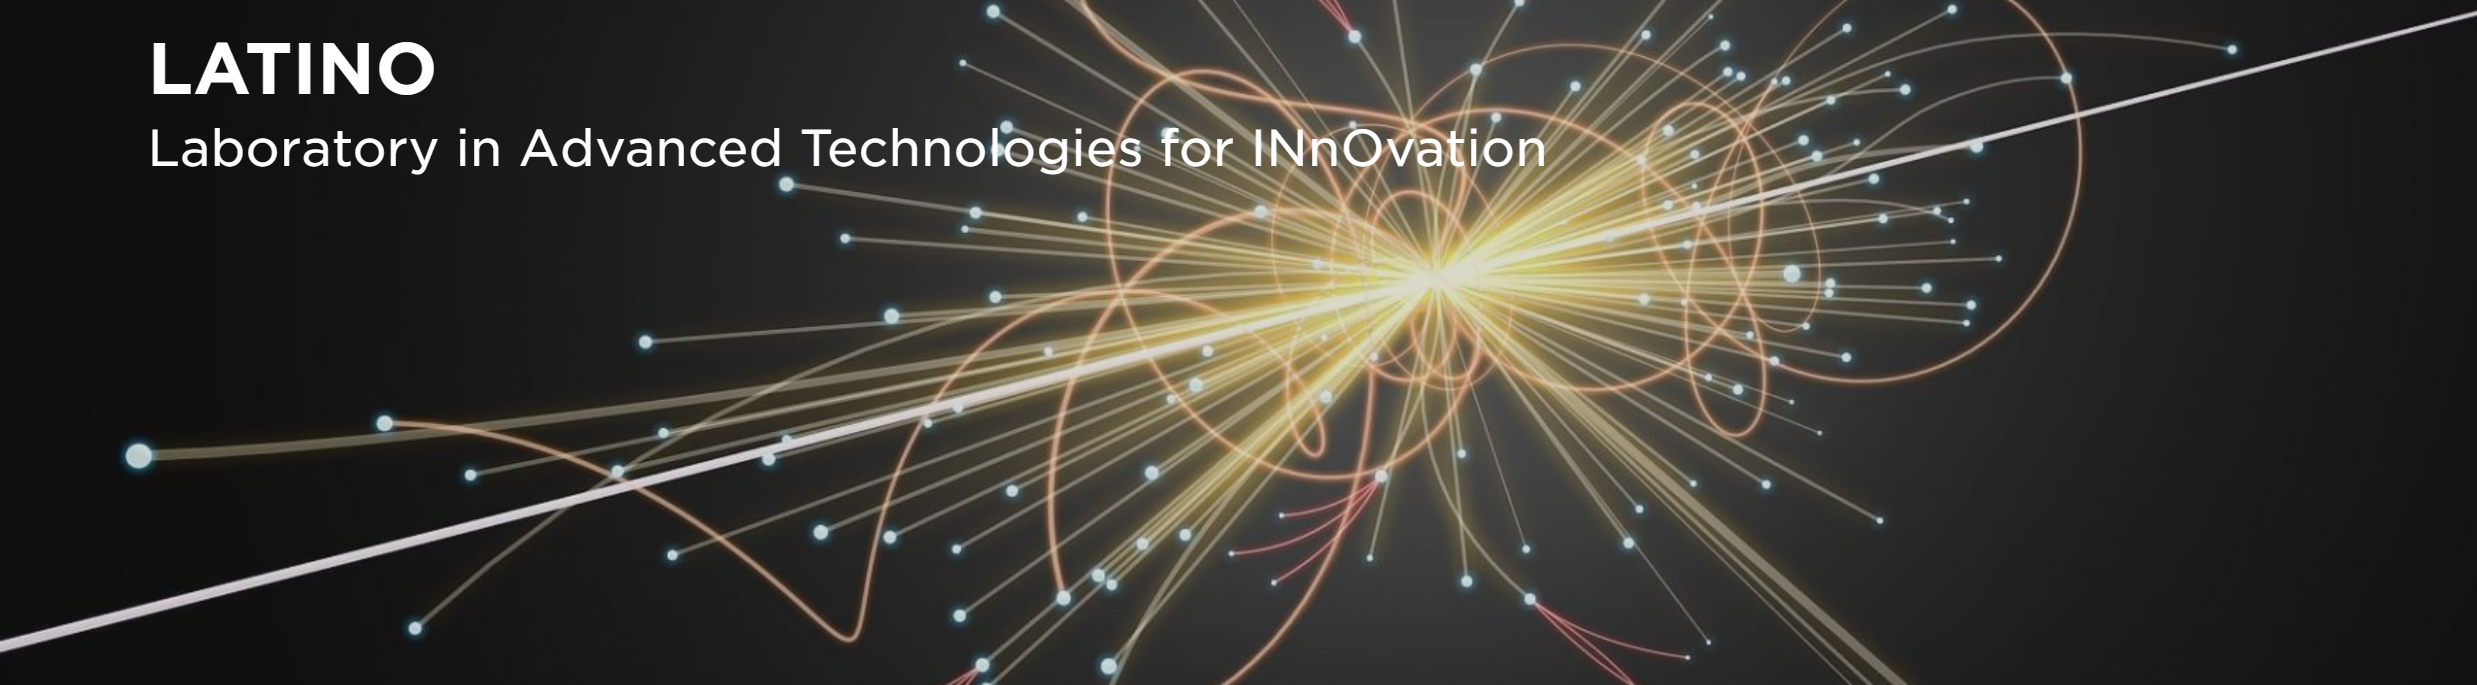 LATINO
Laboratory in Advanced Technologies for INnOvation